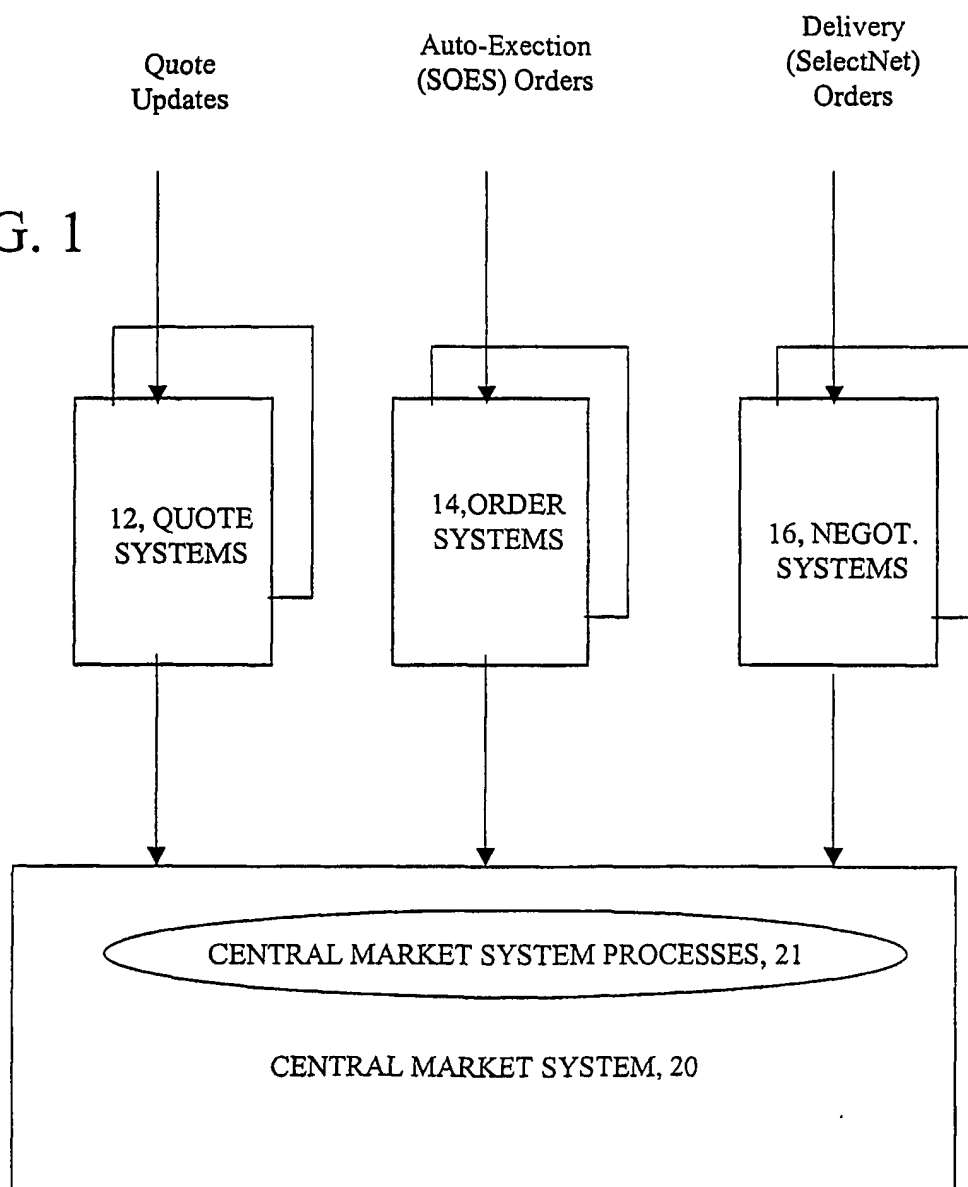 Quote
Updates
Auto-Exection
(SOES) Orders
Delivery
(SelectNet)
Orders
G. 1
12, QUOTE
SYSTEMS
14,ORDER
SYSTEMS
16, NEGOT.
SYSTEMS
CENTRAL MARKET SYSTEM PROCESSES, 21
CENTRAL MARKET SYSTEM, 20